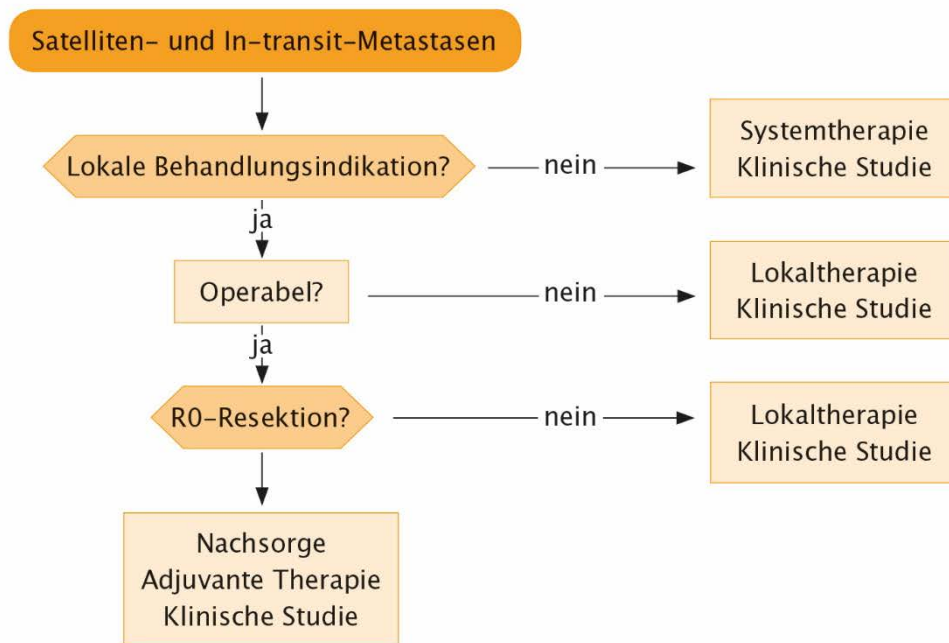 Satelliten- und In-transit-Metastasen
Lokale Behandlungsindikation?
nein
Systemtherapie
Klinische Studie
ja
Operabel?
nein
Lokaltherapie
Klinische Studie
ja
R0-Resektion?
nein
Lokaltherapie
Klinische Studie
Nachsorge
Adjuvante Therapie
Klinische Studie